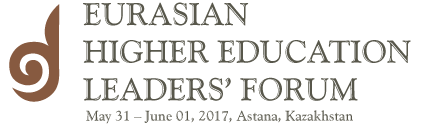 EURASIAN
HIGHER EDUCATION
LEADERS’ FORUM
May 31 – June 01, 2017, Astana, Kazakhstan